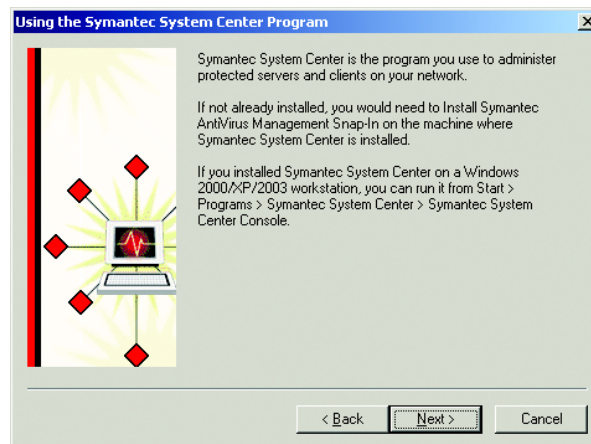 Using the Symantec System Center Program
Symantec System Center is the program you use to administer
protected servers and clients on your network.
If not already installed, you would need to Install Symantec
AntiVirus Management Snap-In on the machine where
Symantec System Center is installed.
If you installed Symantec System Center on a Windows
2000/XP/2003 workstation, you can run it from Start >
Programs > Symantec System Center > Symantec System
Center Console.
< Back
Next >
Cancel